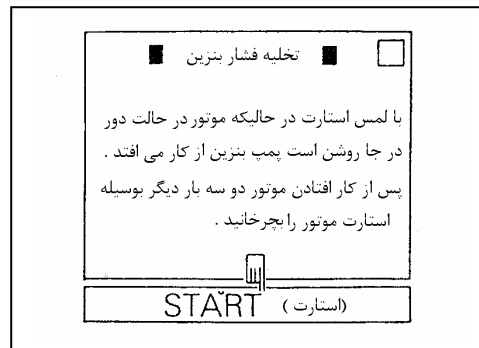 تخلیه فشار بنزین
با لمس استارت در حالیکه موتور در حالت دور
در جا روشن است پمپ بنزین از کار می افتد .
پس از کار افتادن موتور دو سه بار دیگر بوسیله
استارت موتور را بچرخانید .
START (استارت)